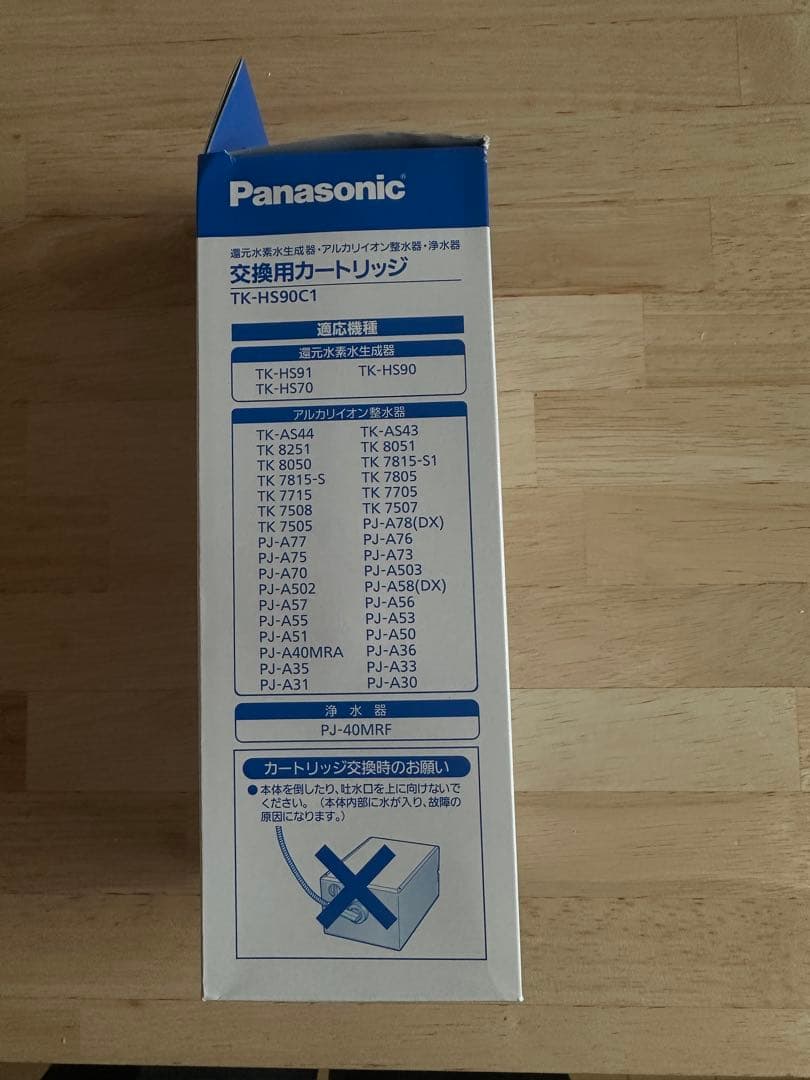 Panasonic®
還元水素水生成器・アルカリイオン整水器・浄水器
交換用カートリッジ
TK-HS90C1
適応機種
還元水素水生成器
TK-HS91 TK-HS90
TK-HS70
アルカリイオン整水器
TK-AS44 TK-AS43
TK 8251 TK 8051
TK 8050 TK 7815-S1
TK 7815-S TK 7805
TK 7715 TK 7705
TK 7508 TK 7507
TK 7505 PJ-A78(DX)
PJ-A77 PJ-A76
PJ-A75 PJ-A73
PJ-A70 PJ-A503
PJ-A502 PJ-A58(DX)
PJ-A57 PJ-A56
PJ-A55 PJ-A53
PJ-A51 PJ-A50
PJ-A40MRA PJ-A36
PJ-A35 PJ-A33
PJ-A31 PJ-A30
浄水器
PJ-40MRF
カートリッジ交換時のお願い
●本体を倒したり、吐水口を上に向けないで
ください。(本体内部に水が入り、故障の
原因になります。)